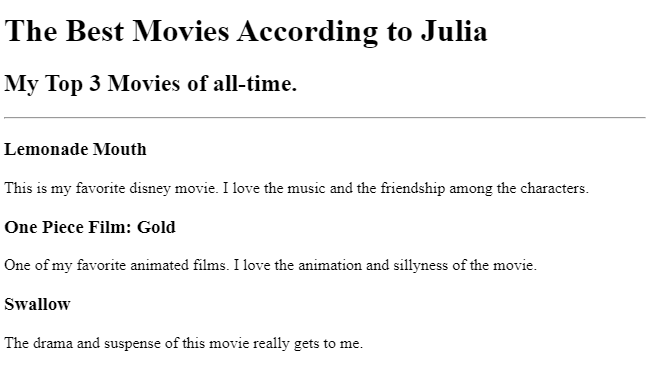 The Best Movies According to Julia
My Top 3 Movies of all-time.
Lemonade Mouth
This is my favorite disney movie. I love the music and the friendship among the characters.
One Piece Film: Gold
One of my favorite animated films. I love the animation and sillyness of the movie.
Swallow
The drama and suspense of this movie really gets to me.